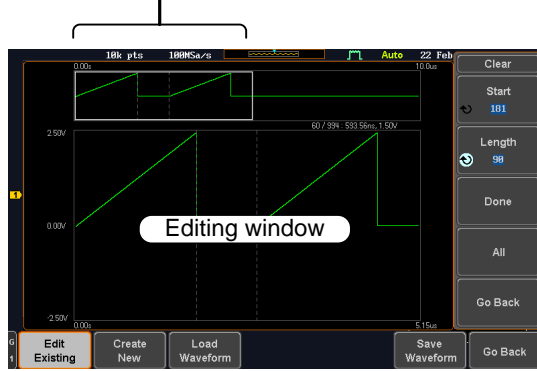 10k pts 100MSa/s Auto 22 Feb
0.00s 10.0us
60 / 994 : 593.56ns, 1.50V
2.50V
1
0.00V
Editing window
-2.50V
0.00s 5.15us
Clear
Start
181
Length
90
Done
All
Go Back
G
1
Edit
Existing
Create
New
Load
Waveform
Save
Waveform
Go Back